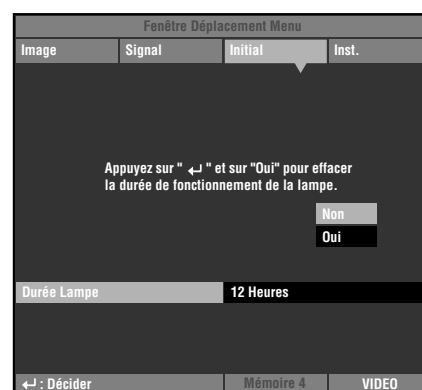 Fenêtre Déplacement Menu
Image Signal Initial Inst.
Appuyez sur " ↵ " et sur "Oui" pour effacer
la durée de fonctionnement de la lampe.
Non
Oui
Durée Lampe 12 Heures
↵ : Décider Mémoire 4 VIDEO